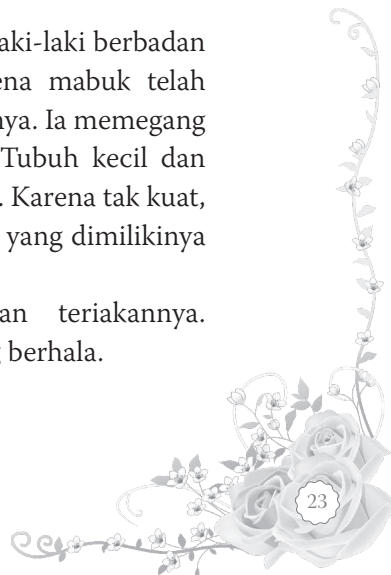 aki-laki berbadan
ena mabuk telah
nya. Ia memegang
Tubuh kecil dan
. Karena tak kuat,
yang dimilikinya
an teriakannya.
berhala.
23